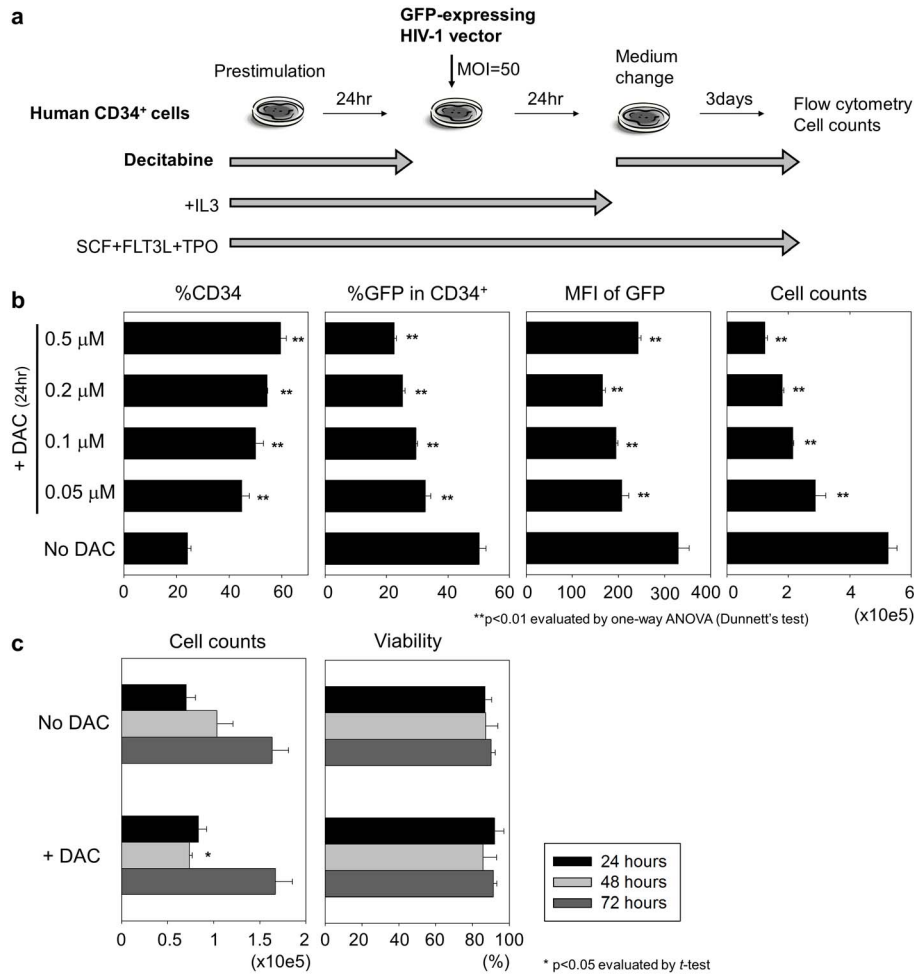 a
GFP-expressing
HIV-1 vector
Prestimulation
MOI=50
Medium
change
Human CD34+ cells
24hr
24hr
3days
Flow cytometry
Cell counts
Decitabine
+IL3
SCF+FLT3L+TPO
b
%CD34
%GFP in CD34+
MFI of GFP
Cell counts
+ DAC (24hr)
0.5 µM
**
**
**
**
0.2 µM
**
**
**
**
0.1 µM
**
**
**
**
0.05 µM
**
**
**
**
No DAC
0 20 40 60
0 20 40 60
0 100 200 300 400
0 2 4 6
(x10e5)
**p<0.01 evaluated by one-way ANOVA (Dunnett's test)
c
Cell counts
Viability
No DAC
+ DAC
*
0 0.5 1 1.5 2
(x10e5)
0 20 40 60 80 100
(%)
24 hours
48 hours
72 hours
* p<0.05 evaluated by t-test